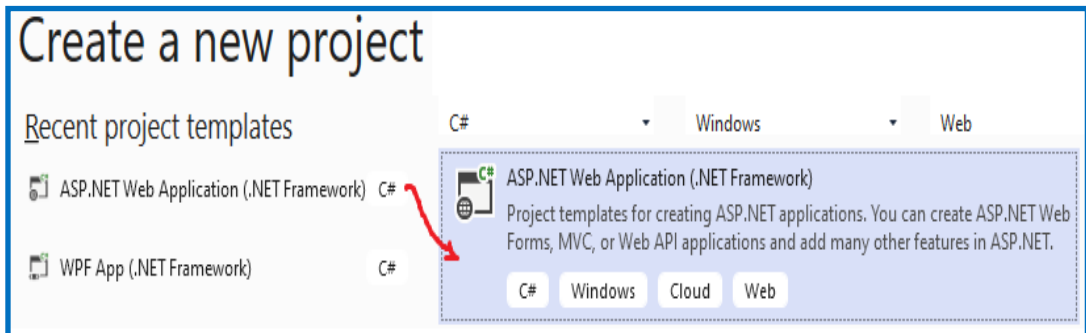 Create a new project
Recent project templates
ASP.NET Web Application (.NET Framework) C#
WPF App (.NET Framework) C#
C# Windows Web
C#
ASP.NET Web Application (.NET Framework)
Project templates for creating ASP.NET applications. You can create ASP.NET Web
Forms, MVC, or Web API applications and add many other features in ASP.NET.
C# Windows Cloud Web